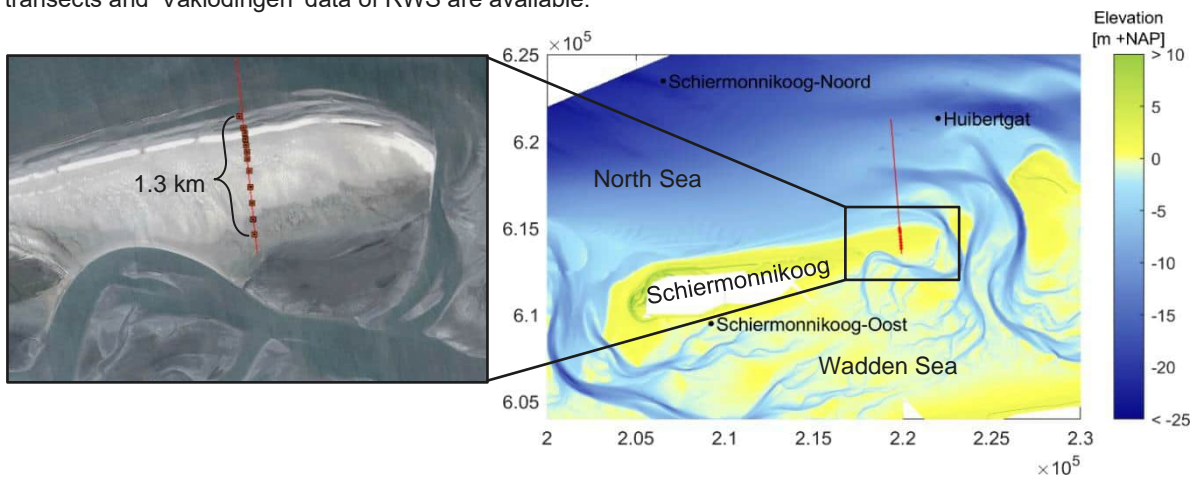 transects and 'Vaklodingen' data of RWS are available.
Elevation
[m +NAP]
6.25 ×10⁵
> 10
Schiermonnikoog-Noord
5
6.2
Huibertgat
1.3 km
North Sea
0
-5
6.15
-10
Schiermonnikoog
-15
6.1
Schiermonnikoog-Oost
-20
Wadden Sea
6.05
< -25
2 2.05 2.1 2.15 2.2 2.25 2.3
×10⁵